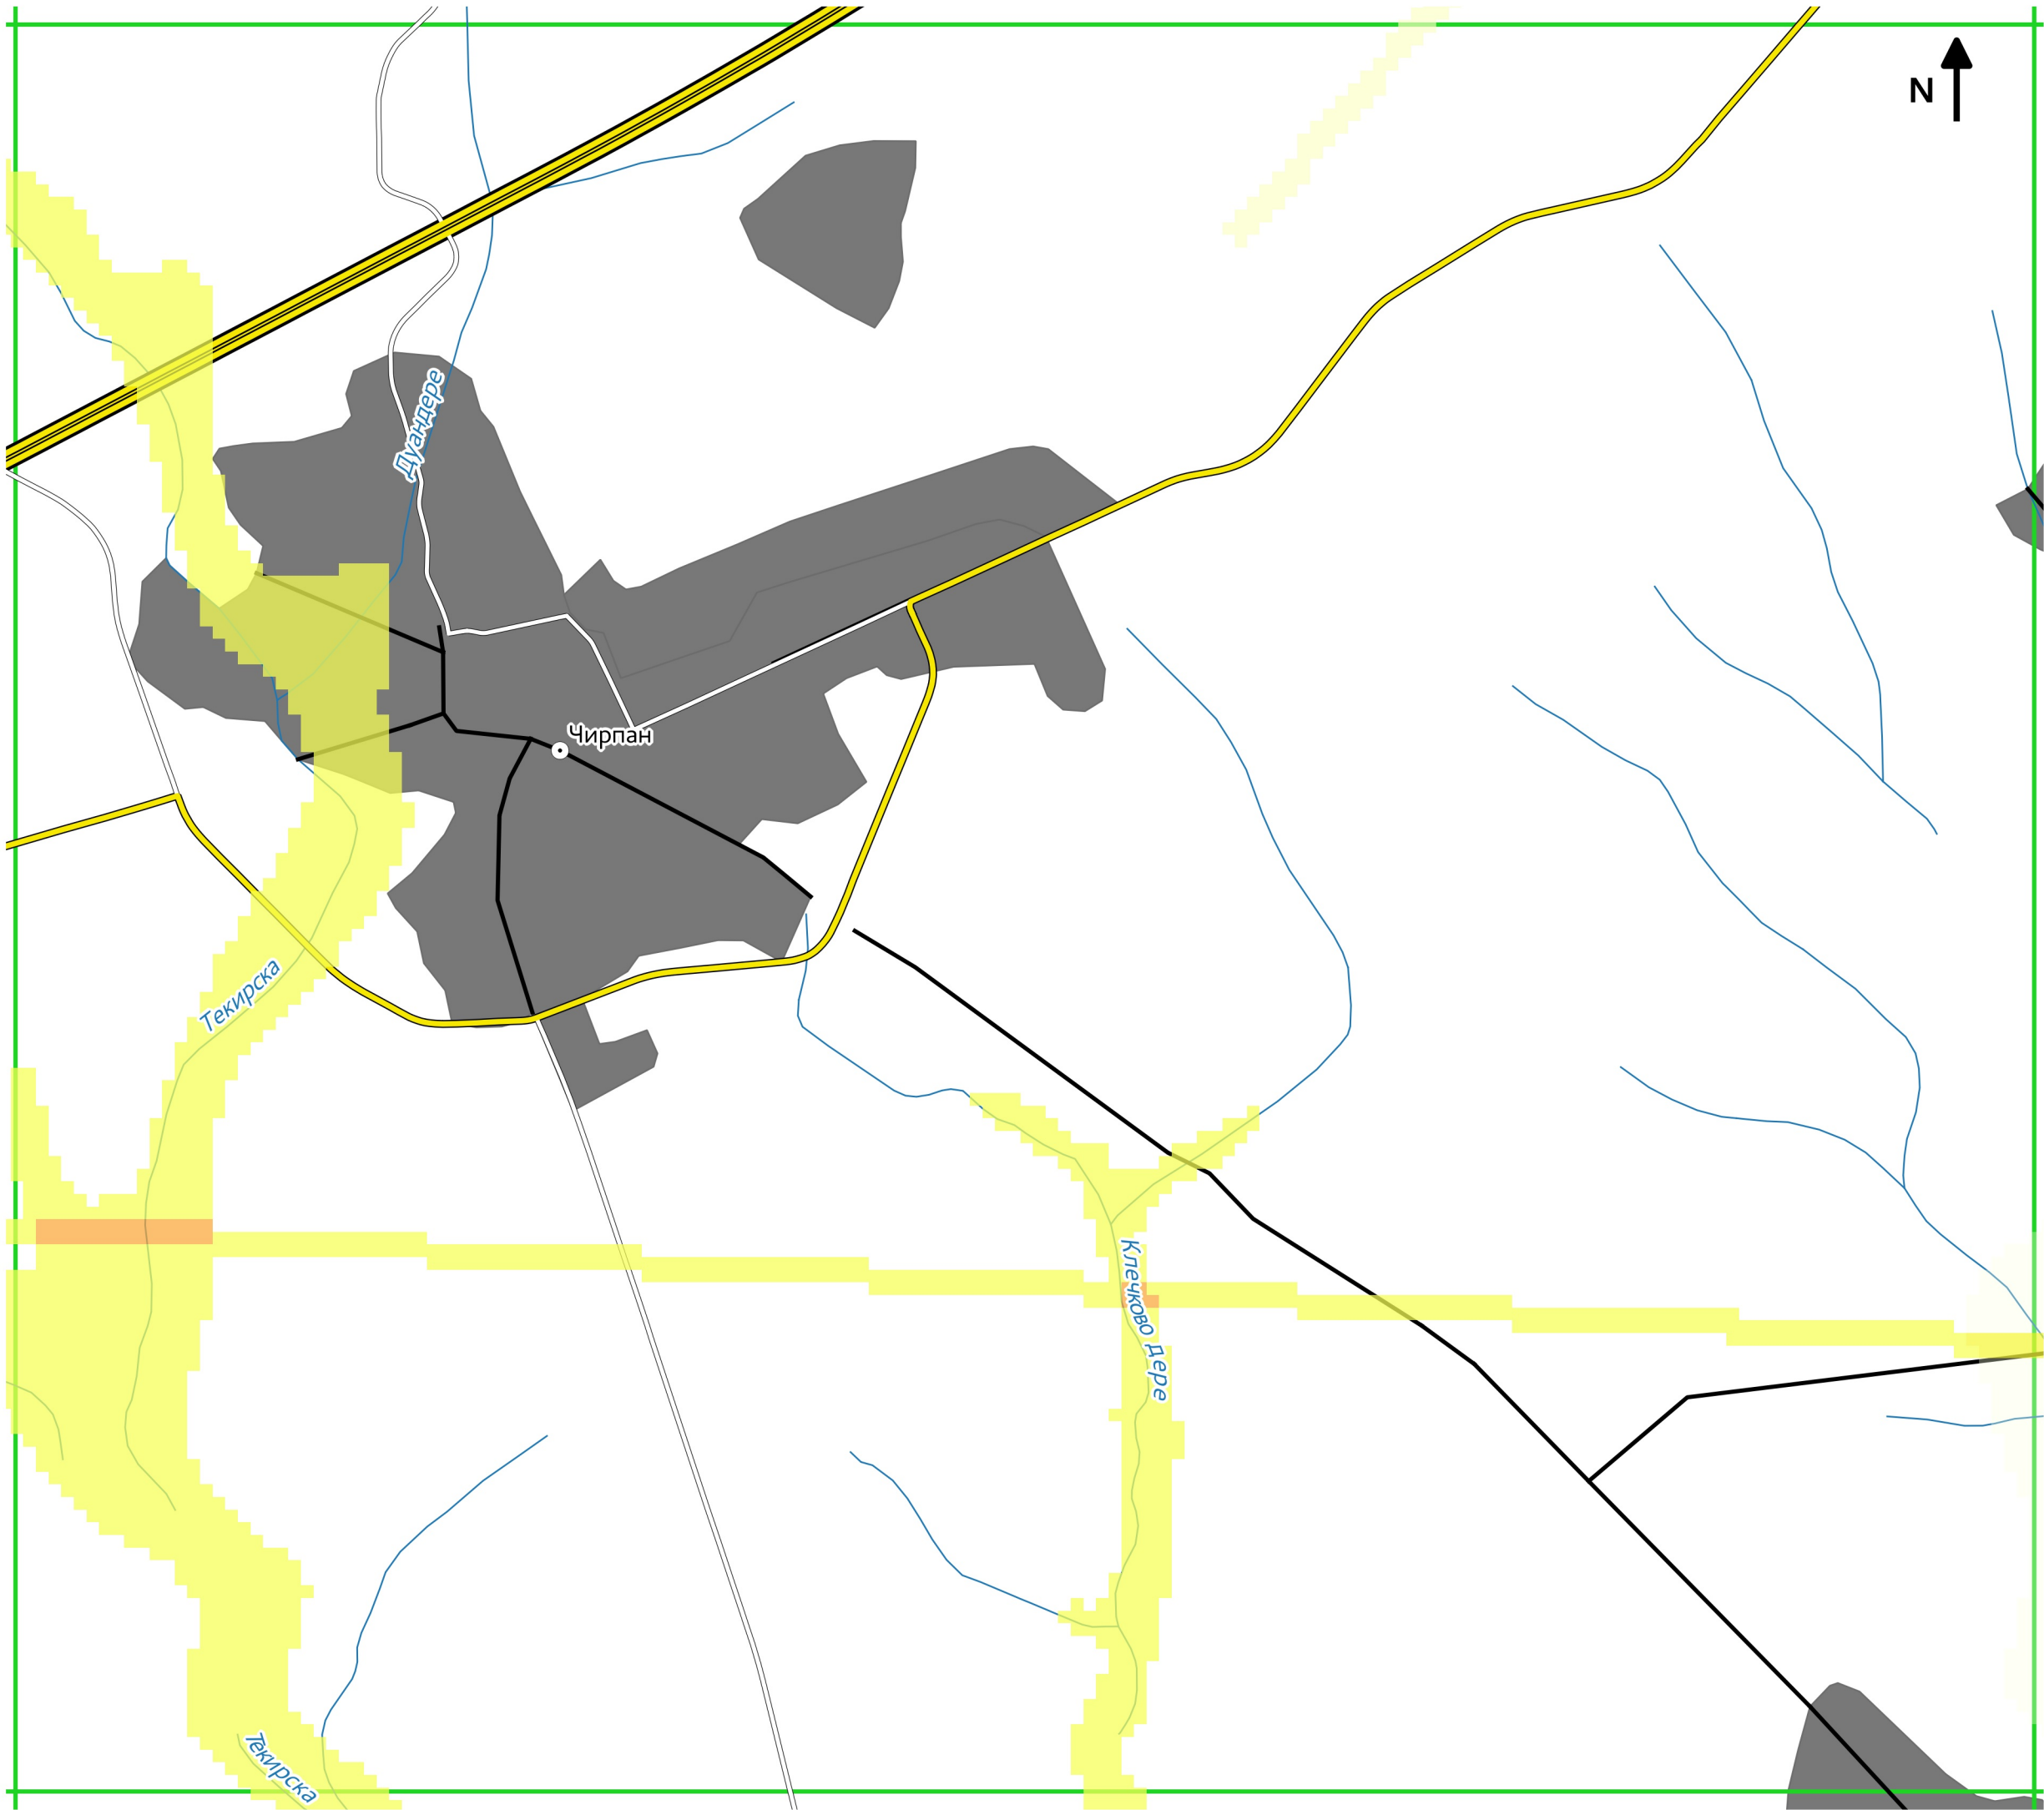 N
Дуандере
Чирпан
Текирска
Клечково дере
Текирска